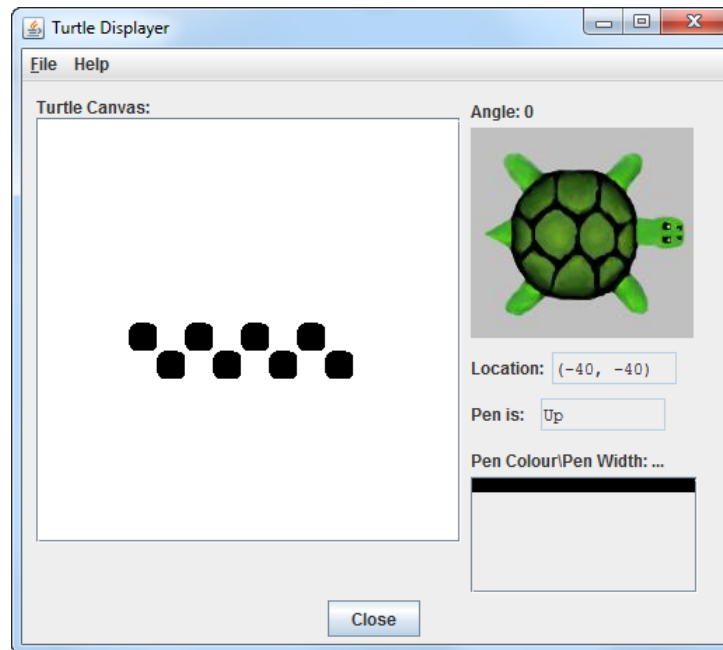 Turtle Displayer
File Help
Turtle Canvas:
Angle: 0
Location: (-40, -40)
Pen is: Up
Pen Colour\Pen Width: ...
Close